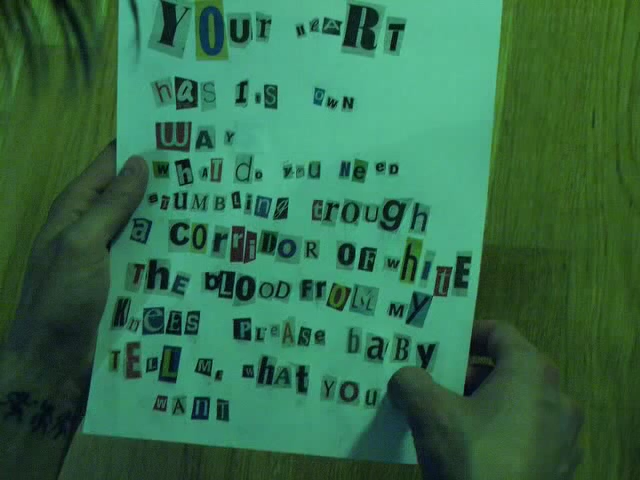 YOUr HEART
has ItS OWN
WAY
WHAT do you NEED
STUMBLING trough
a CORRIDOR OF whiTE
THE BLOOD FROM MY
KNEES PLEASE baBy
TELL ME WHAT YOU
WANT